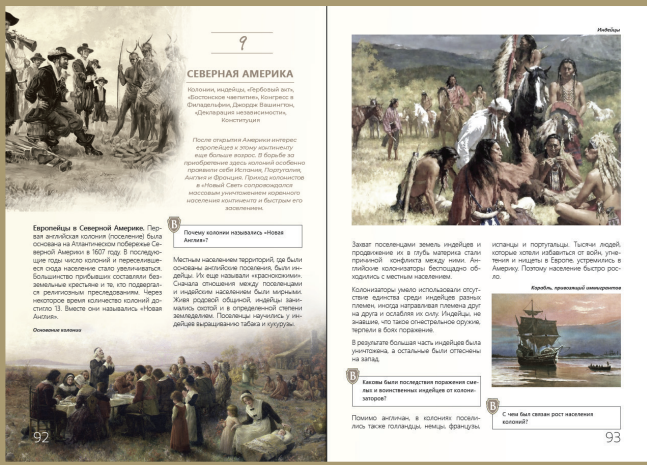 9
СЕВЕРНАЯ АМЕРИКА
Колонии, индейцы, «Гербовый акт»,
«Бостонское чаепитие», Конгресс в
Филадельфии, Джордж Вашингтон,
«Декларация независимости»,
Конституция
После открытия Америки интерес
европейцев к этому континенту
еще больше возрос. В борьбе за
приобретение здесь колоний особенно
проявили себя Испания, Португалия,
Англия и Франция. Приход колонистов
в «Новый Свет» сопровождался
массовым уничтожением коренного
населения континента и быстрым его
заселением.
Европейцы в Северной Америке. Пер-
вая английская колония (поселение) была
основана на Атлантическом побережье Се-
верной Америки в 1607 году. В последую-
щие годы число колоний и переселивше-
еся сюда население стало увеличиваться.
Большинство прибывших составляли без-
земельные крестьяне и те, кто подвергал-
ся религиозным преследованиям. Через
некоторое время количество колоний до-
стигло 13. Вместе они назывались «Новая
Англия».
Основание колонии
В
Почему колонии назывались «Новая
Англия»?
Местным населением территорий, где были
основаны английские поселения, были ин-
дейцы. Их еще называли «краснокожими».
Сначала отношения между поселенцами
и индейским населением были мирными.
Живя родовой общиной, индейцы зани-
мались охотой и в определенной степени
земледелием. Поселенцы научились у ин-
дейцев выращиванию табака и кукурузы.
92
Индейцы
Захват поселенцами земель индейцев и
продвижение их в глубь материка стали
причиной конфликта между ними. Ан-
глийские колонизаторы беспощадно об-
ходились с местным населением.
Колонизаторы умело использовали отсут-
ствие единства среди индейцев разных
племен, иногда натравливая племена друг
на друга и ослабляя их силу. Индейцы, не
знавшие, что такое огнестрельное оружие,
терпели в боях поражение.
В результате большая часть индейцев была
уничтожена, а остальные были оттеснены
на запад.
В
Каковы были последствия поражения сме-
лых и воинственных индейцев от колони-
заторов?
Помимо англичан, в колониях посели-
лись также голландцы, немцы, французы,
испанцы и португальцы. Тысячи людей,
которые хотели избавиться от войн, угне-
тения и нищеты в Европе, устремились в
Америку. Поэтому население быстро рос-
ло.
Корабль, привозящий иммигрантов
В
С чем был связан рост населения
колоний?
93